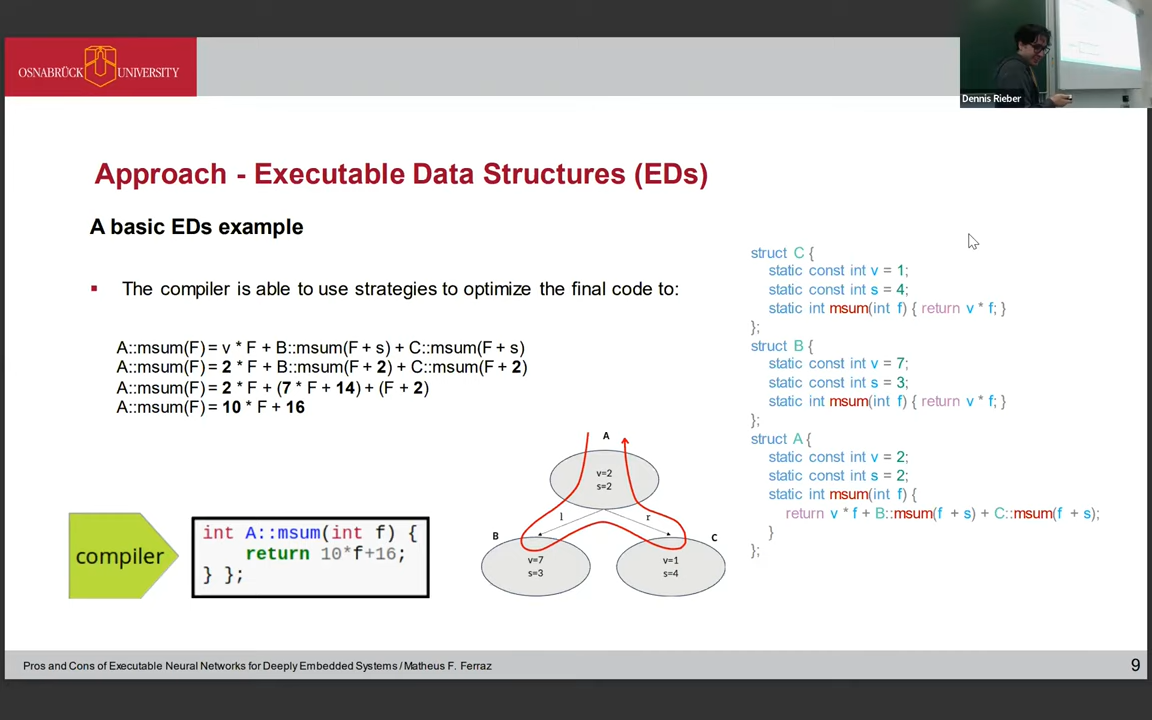 OSNABRÜCK UNIVERSITY
Dennis Rieber
Approach - Executable Data Structures (EDs)
A basic EDs example
The compiler is able to use strategies to optimize the final code to:
A::msum(F) = v * F + B::msum(F + s) + C::msum(F + s)
A::msum(F) = 2 * F + B::msum(F + 2) + C::msum(F + 2)
A::msum(F) = 2 * F + (7 * F + 14) + (F + 2)
A::msum(F) = 10 * F + 16
compiler
int A::msum(int f) {
return 10*f+16;
} };
A
v=2
s=2
l
r
B
C
v=7
s=3
v=1
s=4
struct C {
static const int v = 1;
static const int s = 4;
static int msum(int f) { return v * f; }
};
struct B {
static const int v = 7;
static const int s = 3;
static int msum(int f) { return v * f; }
};
struct A {
static const int v = 2;
static const int s = 2;
static int msum(int f) {
return v * f + B::msum(f + s) + C::msum(f + s);
}
};
Pros and Cons of Executable Neural Networks for Deeply Embedded Systems / Matheus F. Ferraz
9